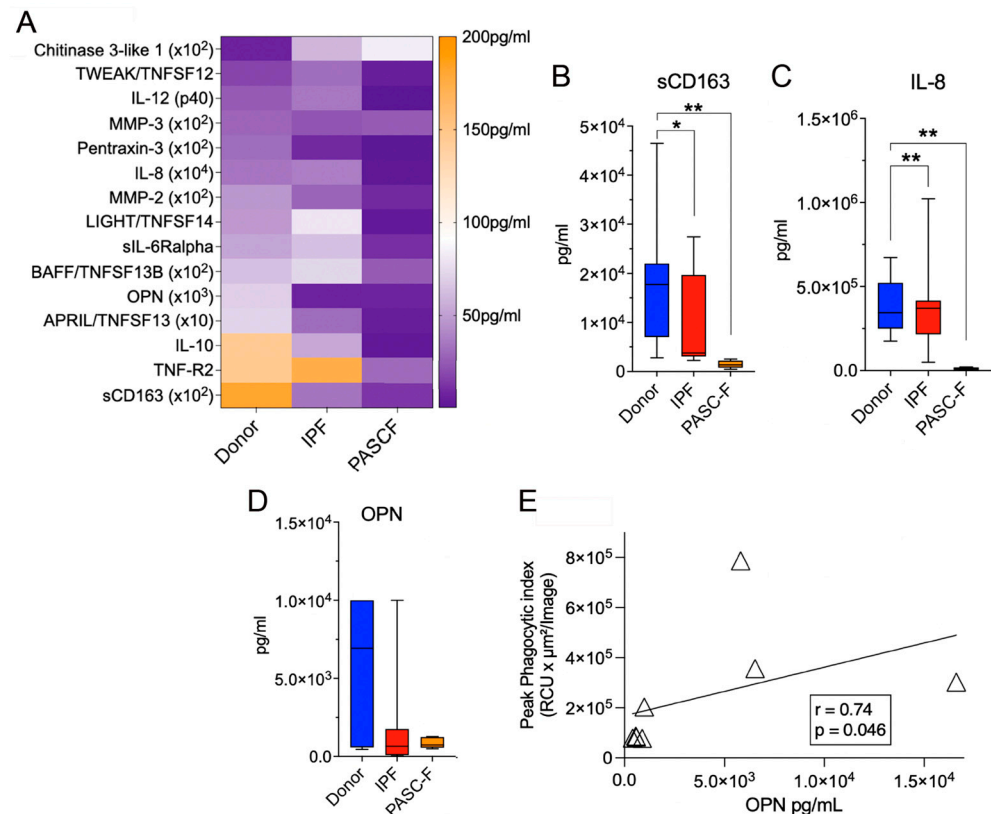 A
Chitinase 3-like 1 (x10²)
TWEAK/TNFSF12
IL-12 (p40)
MMP-3 (x10²)
Pentraxin-3 (x10²)
IL-8 (x10⁴)
MMP-2 (x10²)
LIGHT/TNFSF14
sIL-6Ralpha
BAFF/TNFSF13B (x10²)
OPN (x10³)
APRIL/TNFSF13 (x10)
IL-10
TNF-R2
sCD163 (x10²)
Donor
IPF
PASCF
200pg/ml
150pg/ml
100pg/ml
50pg/ml
B
sCD163
**
*
pg/ml
5×10⁴
4×10⁴
3×10⁴
2×10⁴
1×10⁴
0
Donor
IPF
PASC-F
C
IL-8
**
**
pg/ml
1.5×10⁶
1.0×10⁶
5.0×10⁵
0.0
Donor
IPF
PASC-F
D
OPN
pg/ml
1.5×10⁴
1.0×10⁴
5.0×10³
0.0
Donor
IPF
PASC-F
E
Peak Phagocytic index
(RCU x µm²/Image)
8×10⁵
6×10⁵
4×10⁵
2×10⁵
0
r = 0.74
p = 0.046
0.0
5.0×10³
1.0×10⁴
1.5×10⁴
OPN pg/mL